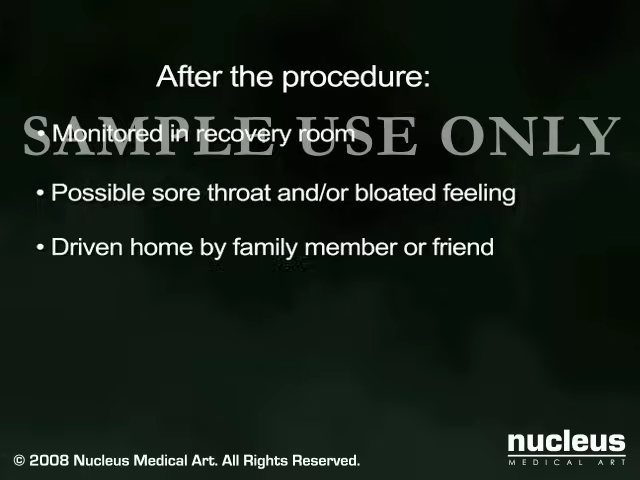 After the procedure:
• Monitored in recovery room
SAMPLE USE ONLY
• Possible sore throat and/or bloated feeling
• Driven home by family member or friend
nucleus
MEDICAL ART
© 2008 Nucleus Medical Art. All Rights Reserved.